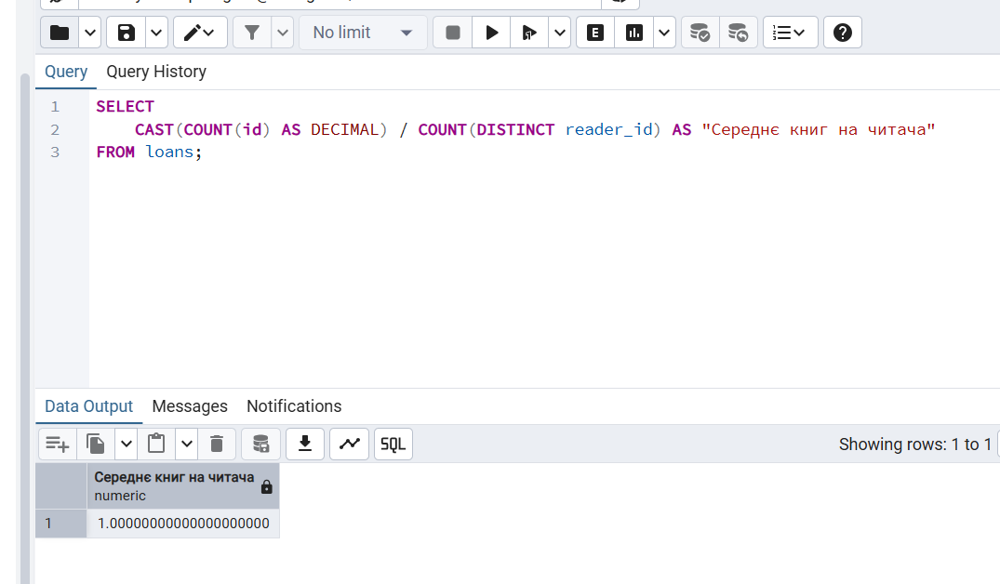 No limit
E
Query Query History
1 SELECT
2 CAST(COUNT(id) AS DECIMAL) / COUNT(DISTINCT reader_id) AS "Середнє книг на читача"
3 FROM loans;
Data Output Messages Notifications
SQL
Showing rows: 1 to 1
Середнє книг на читача
numeric
1 1.00000000000000000000